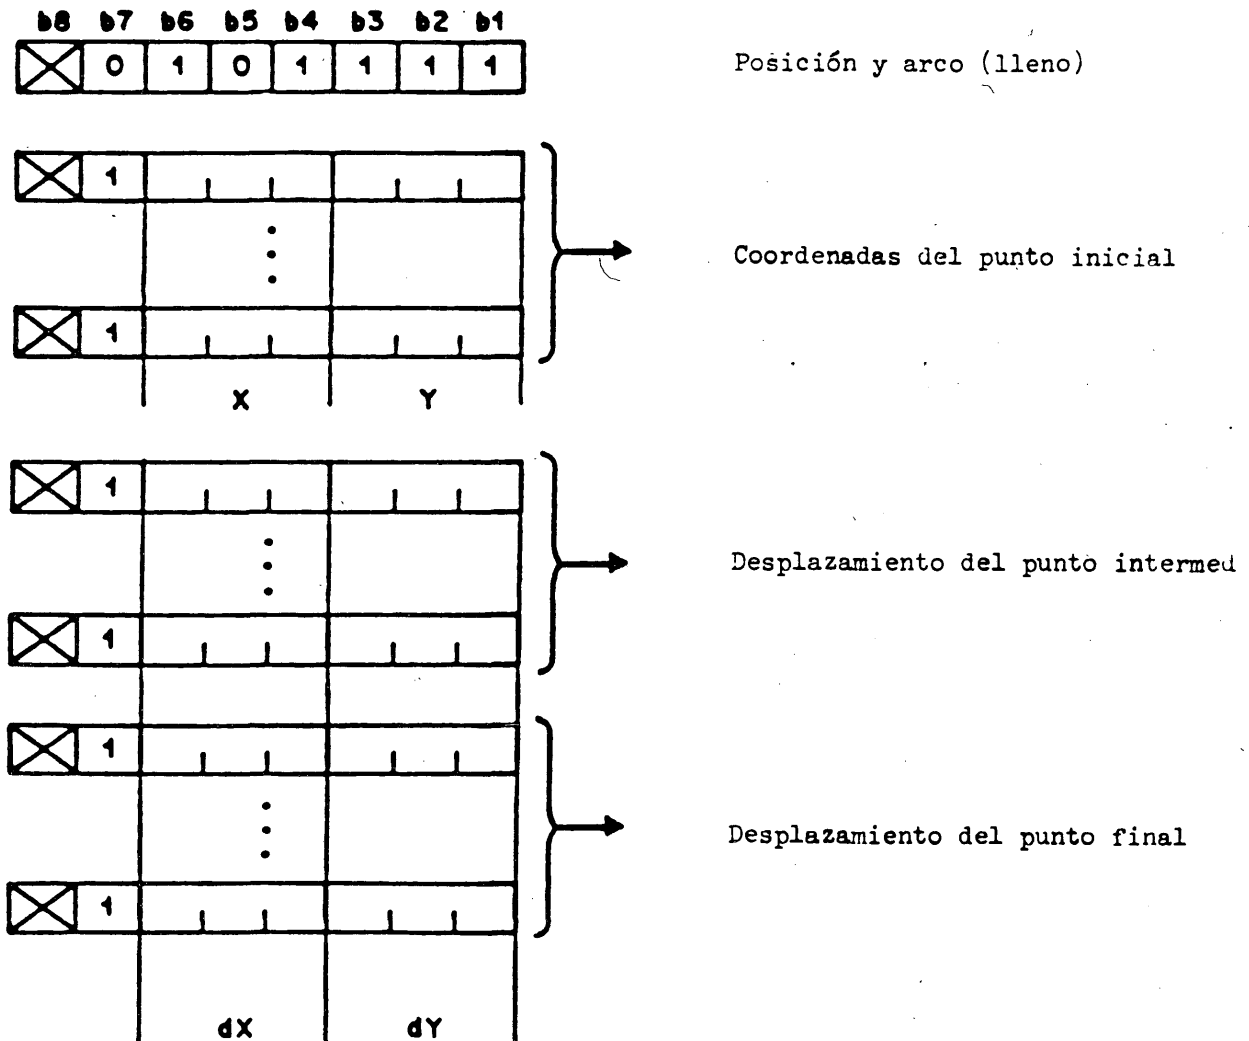 b8 b7 b6 b5 b4 b3 b2 b1
0 1 0 1 1 1 1
Posición y arco (lleno)
1
Coordenadas del punto inicial
1
X Y
1
Desplazamiento del punto intermed
1
1
Desplazamiento del punto final
1
dX dY